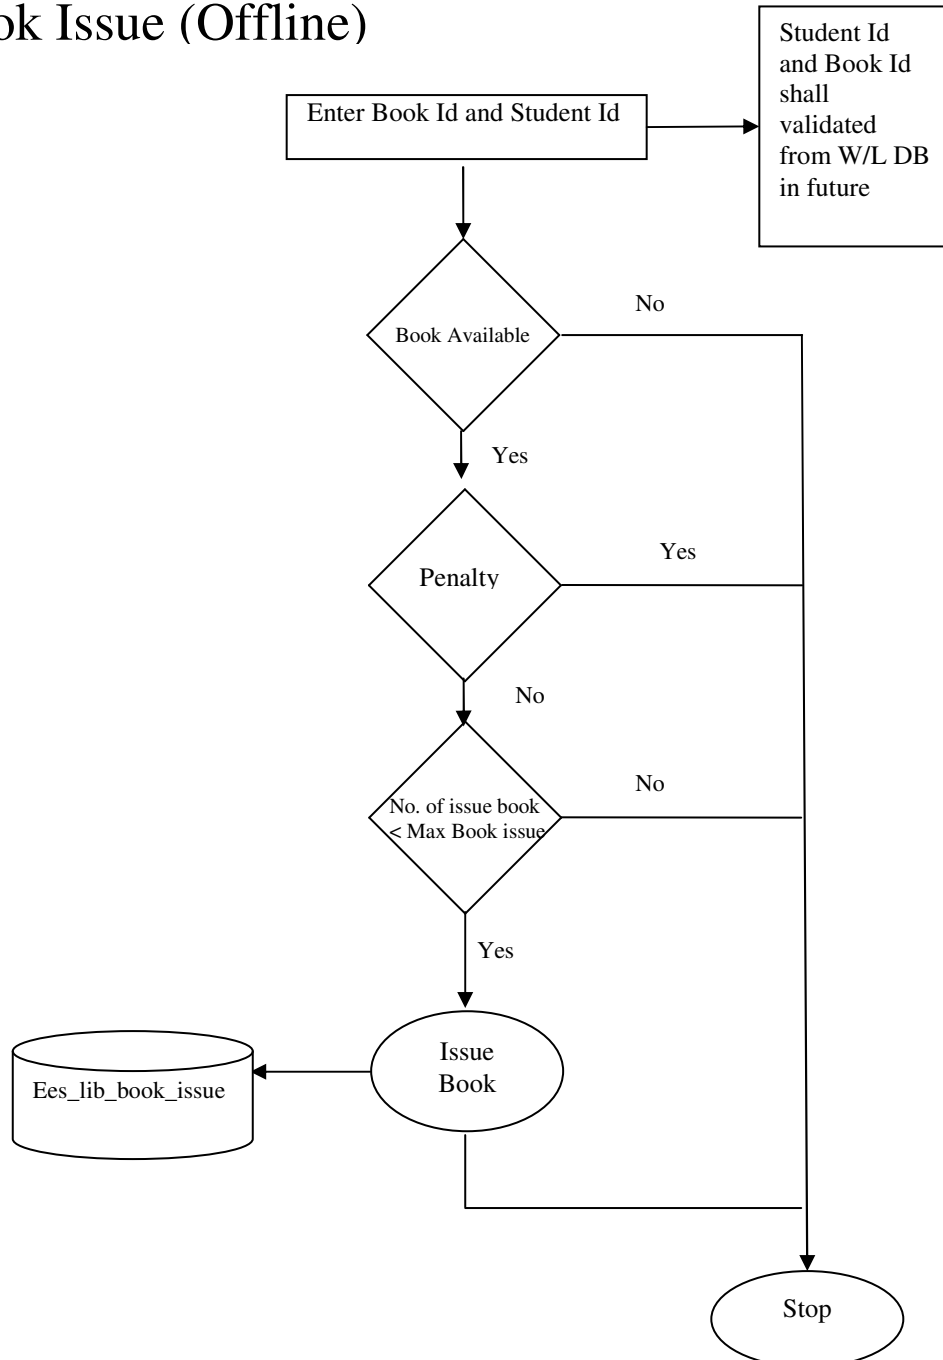 ok Issue (Offline)
Student Id
and Book Id
shall
validated
from W/L DB
in future
Enter Book Id and Student Id
No
Book Available
Yes
Yes
Penalty
No
No
No. of issue book
< Max Book issue
Yes
Issue
Book
Ees_lib_book_issue
Stop